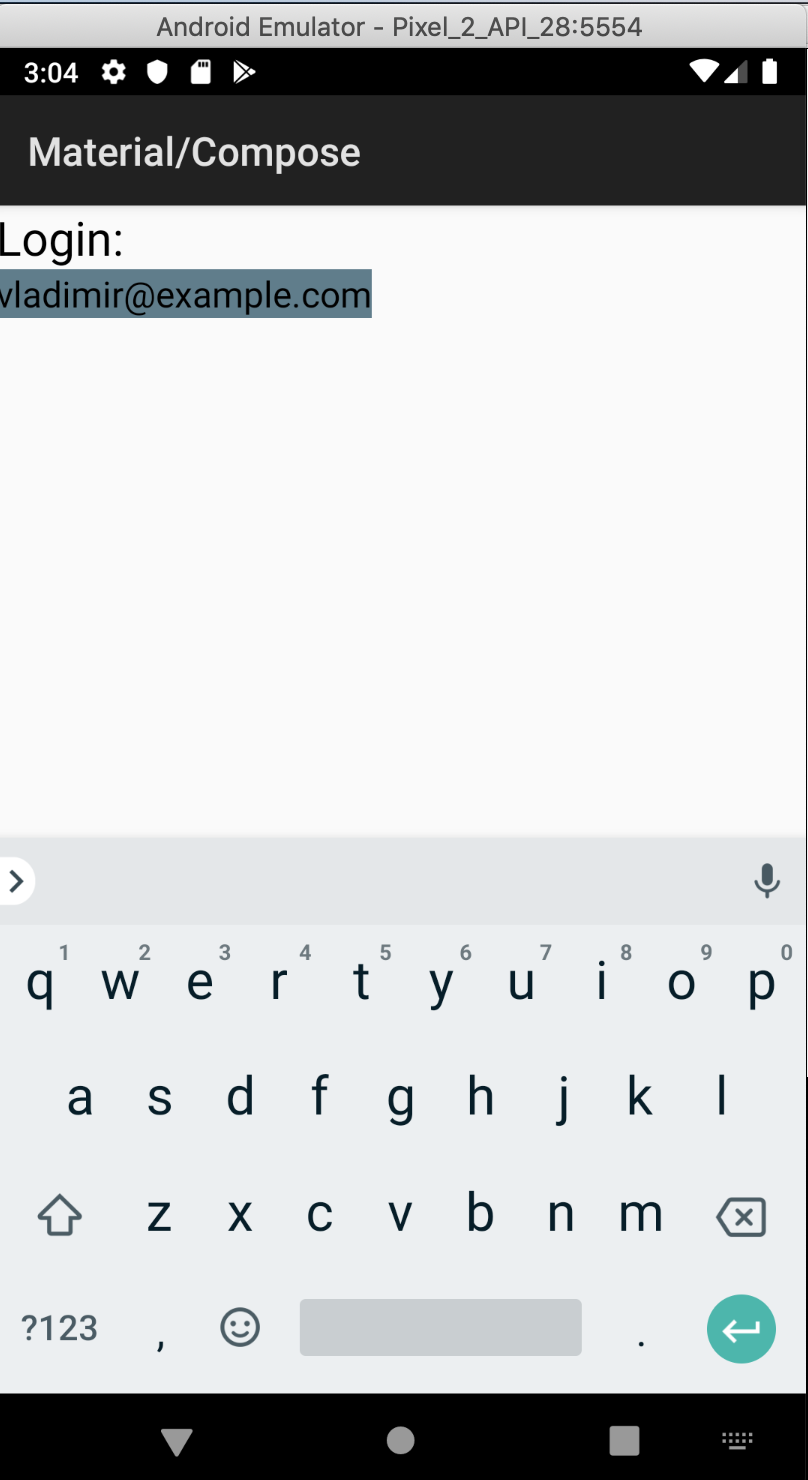 Android Emulator - Pixel_2_API_28:5554
3:04
Material/Compose
Login:
vladimir@example.com
1 2 3 4 5 6 7 8 9 0
q w e r t y u i o p
a s d f g h j k l
z x c v b n m
?123 , .